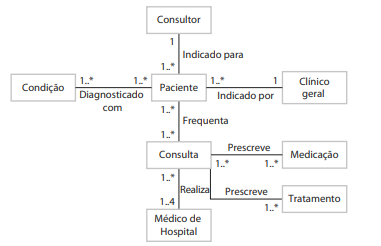 Consultor
1
Indicado para
1..*
Condição
1..*
1..*
Diagnosticado
com
Paciente
1..*
1
Indicado por
Clínico
geral
1..*
Frequenta
1..*
Consulta
Prescreve
1..*
1..*
Medicação
1..*
Realiza
Prescreve
1..*
Tratamento
1..4
Médico de
Hospital